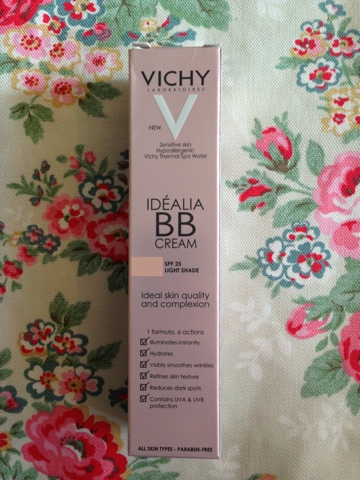 VICHY
LABORATOIRES
NEW
Sensitive skin
Hypoallergenic
Vichy Thermal Spa Water
IDÉALIA
BB
CREAM
SPF 25
LIGHT SHADE
Ideal skin quality
and complexion
1 formula, 6 actions
Illuminates instantly
Hydrates
Visibly smoothes wrinkles
Refines skin texture
Reduces dark spots
Contains UVA & UVB
protection
ALL SKIN TYPES - PARABEN-FREE